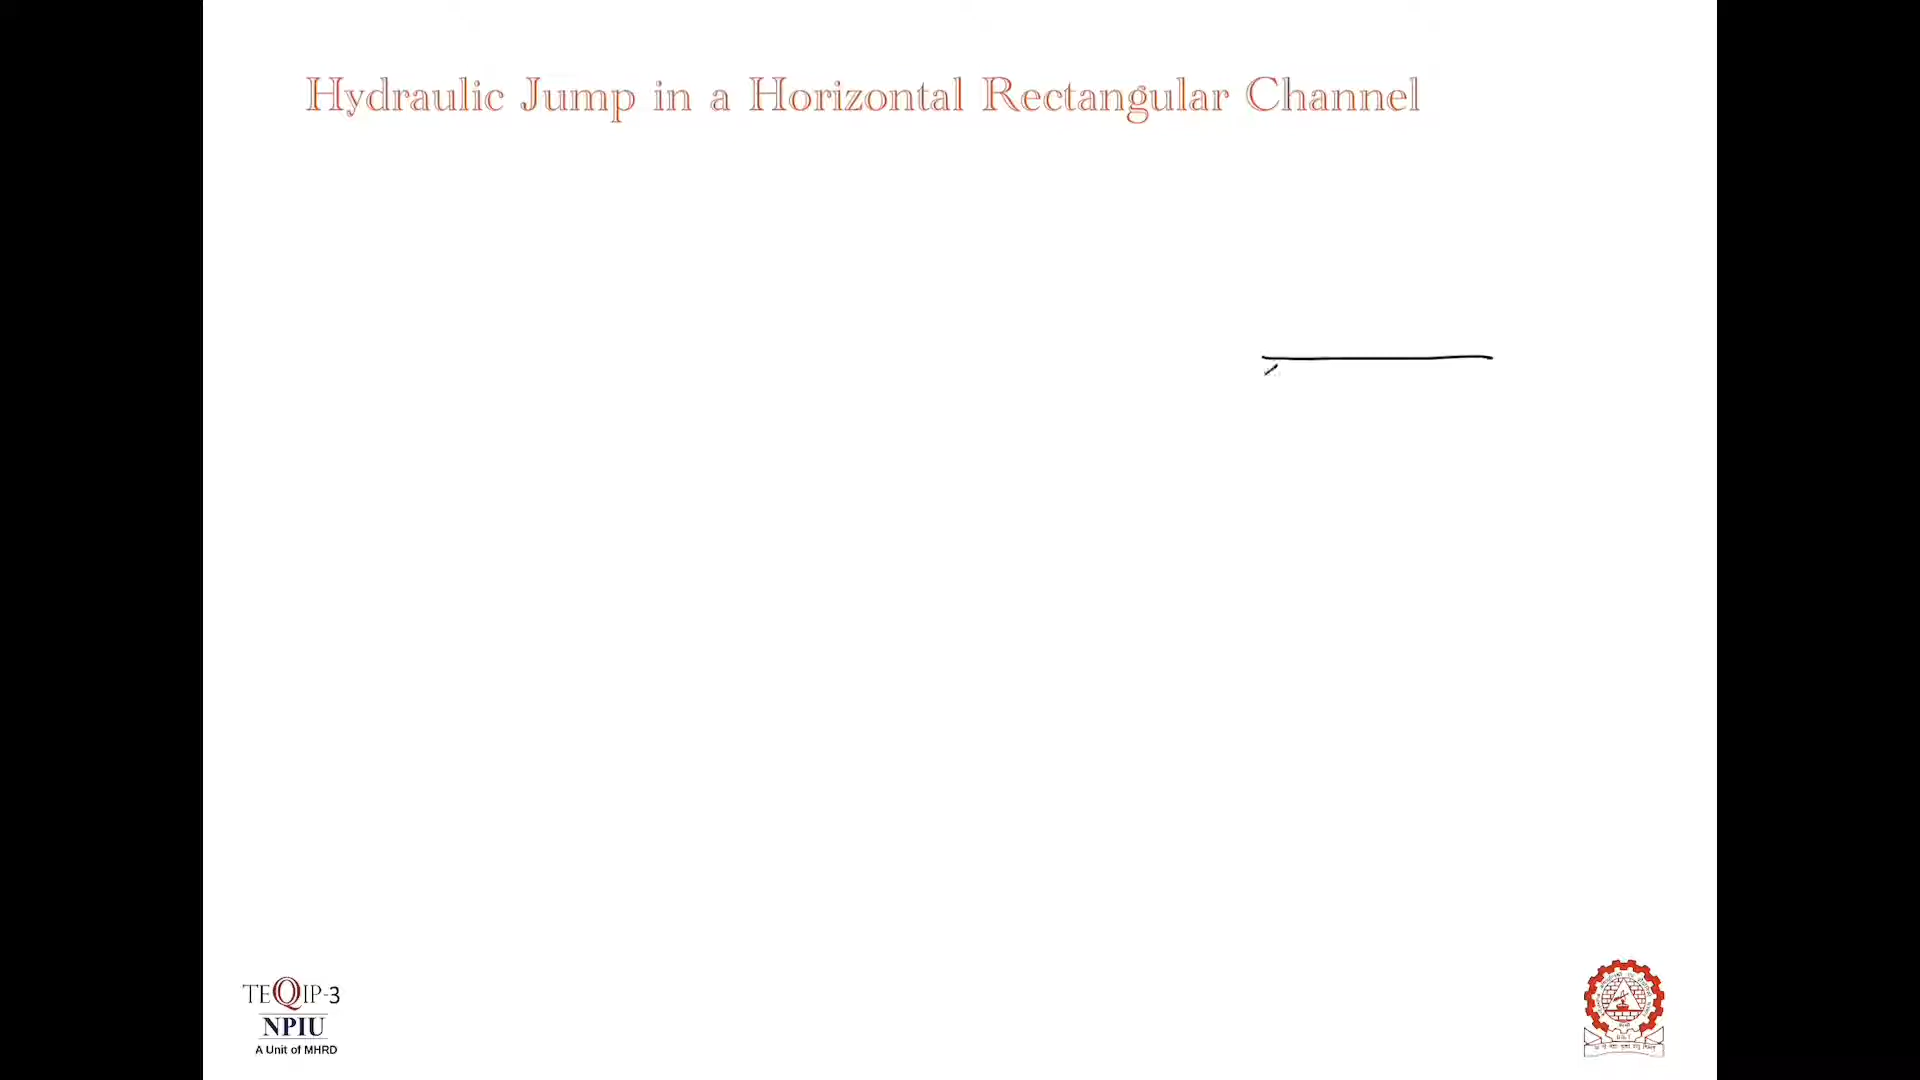 Hydraulic Jump in a Horizontal Rectangular Channel
TEQIP-3
NPIU
A Unit of MHRD